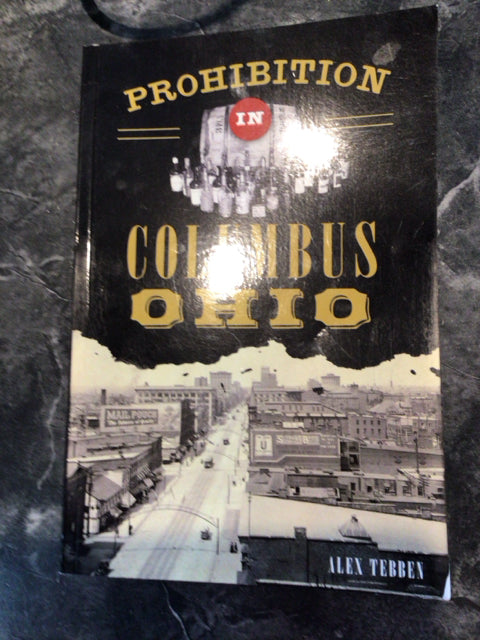 PROHIBITION
IN
COLUMBUS
OHIO
MAIL POUCH
ALEX TEBBEN